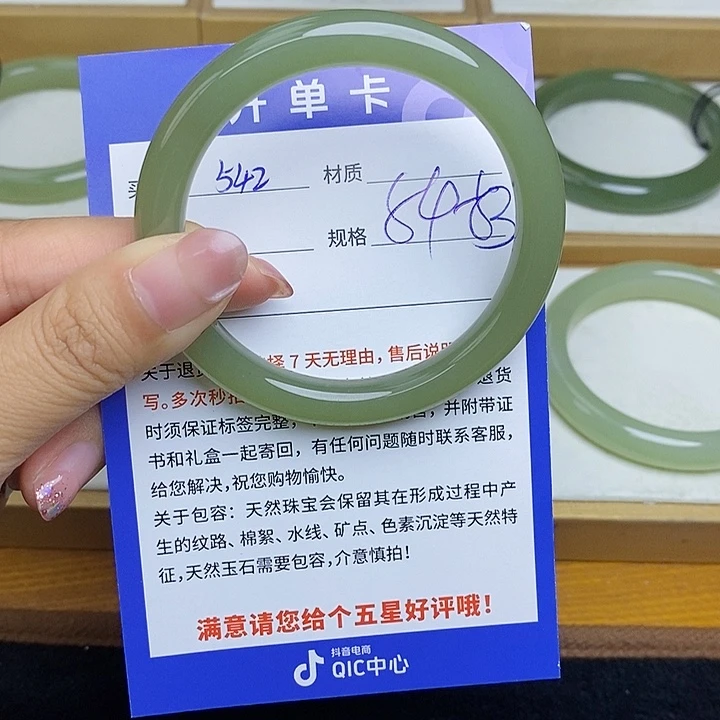 开单卡
买
542
材质
规格
54-53
择7天无理由，售后说明
关于退
写。多次秒拍
退货
时须保证标签完整，
，并附带证
书和礼盒一起寄回，有任何问题随时联系客服，
给您解决，祝您购物愉快。
关于包容：天然珠宝会保留其在形成过程中产
生的纹路、棉絮、水线、矿点、色素沉淀等天然特
征，天然玉石需要包容，介意慎拍！
满意请您给个五星好评哦！
抖音电商
QIC中心